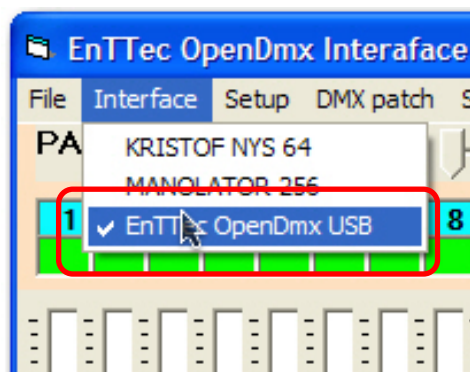 EnTTec OpenDmx Interaface
File Interface Setup DMX patch S
PA
KRISTOF NYS 64
MANOLATOR 256
1 ✓ EnTTec OpenDmx USB 8